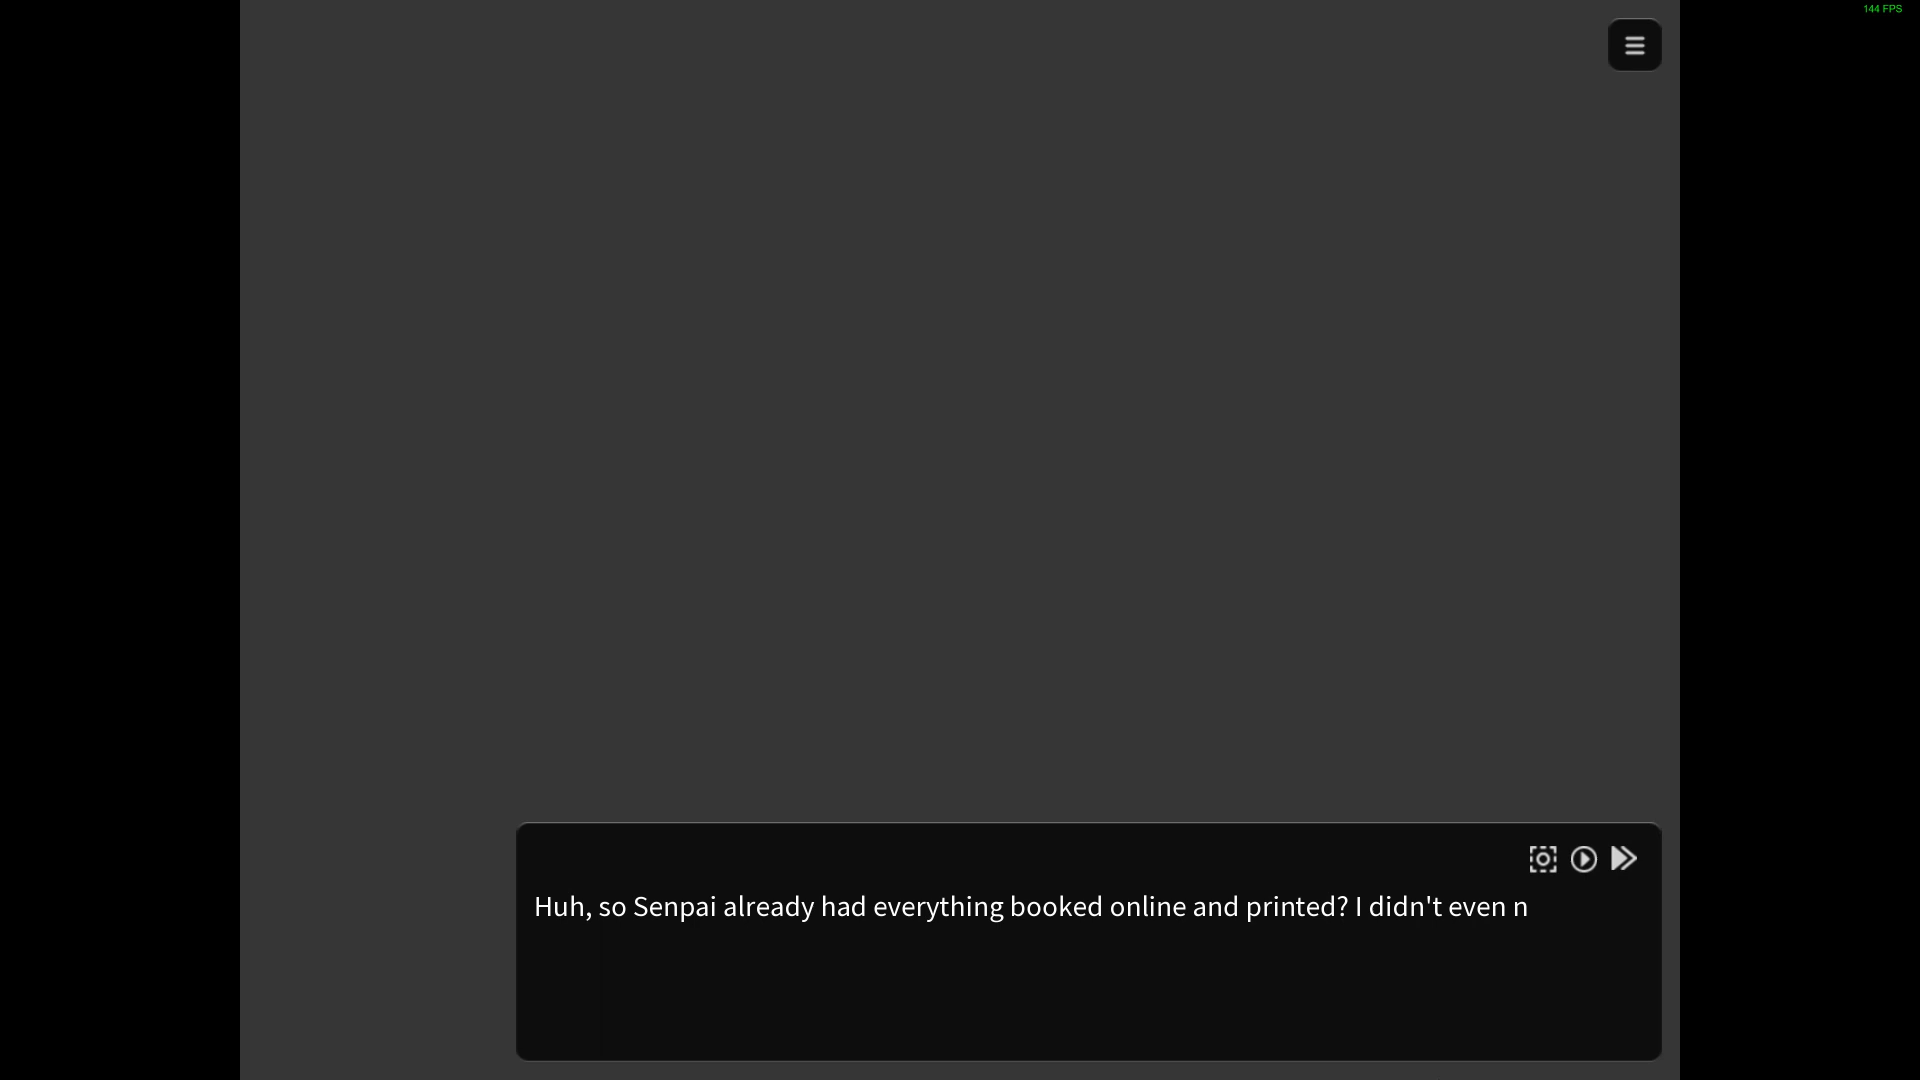 144 FPS
Huh, so Senpai already had everything booked online and printed? I didn't even n